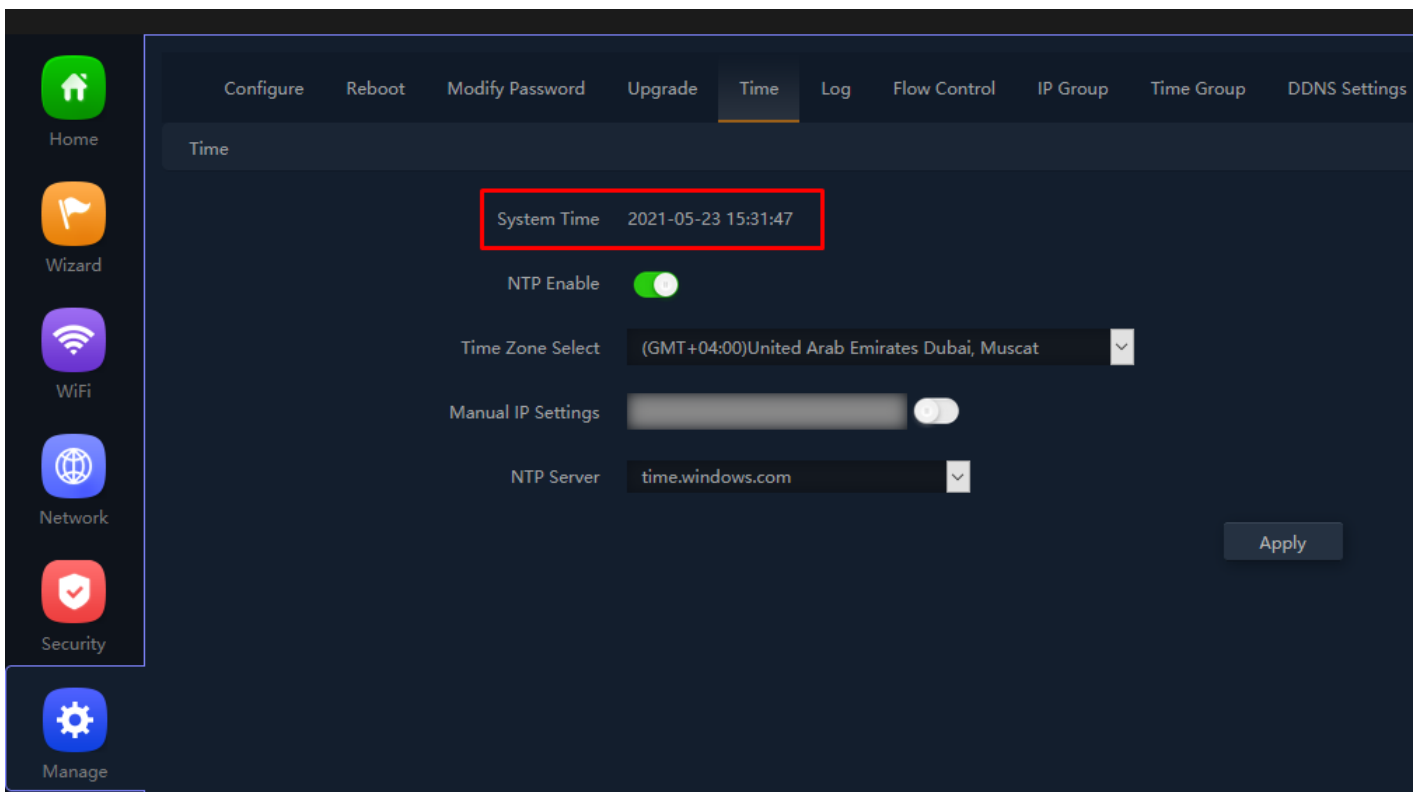 Home
Wizard
WiFi
Network
Security
Manage
Configure Reboot Modify Password Upgrade Time Log Flow Control IP Group Time Group DDNS Settings
Time
System Time 2021-05-23 15:31:47
NTP Enable
Time Zone Select (GMT+04:00)United Arab Emirates Dubai, Muscat
Manual IP Settings
NTP Server time.windows.com
Apply